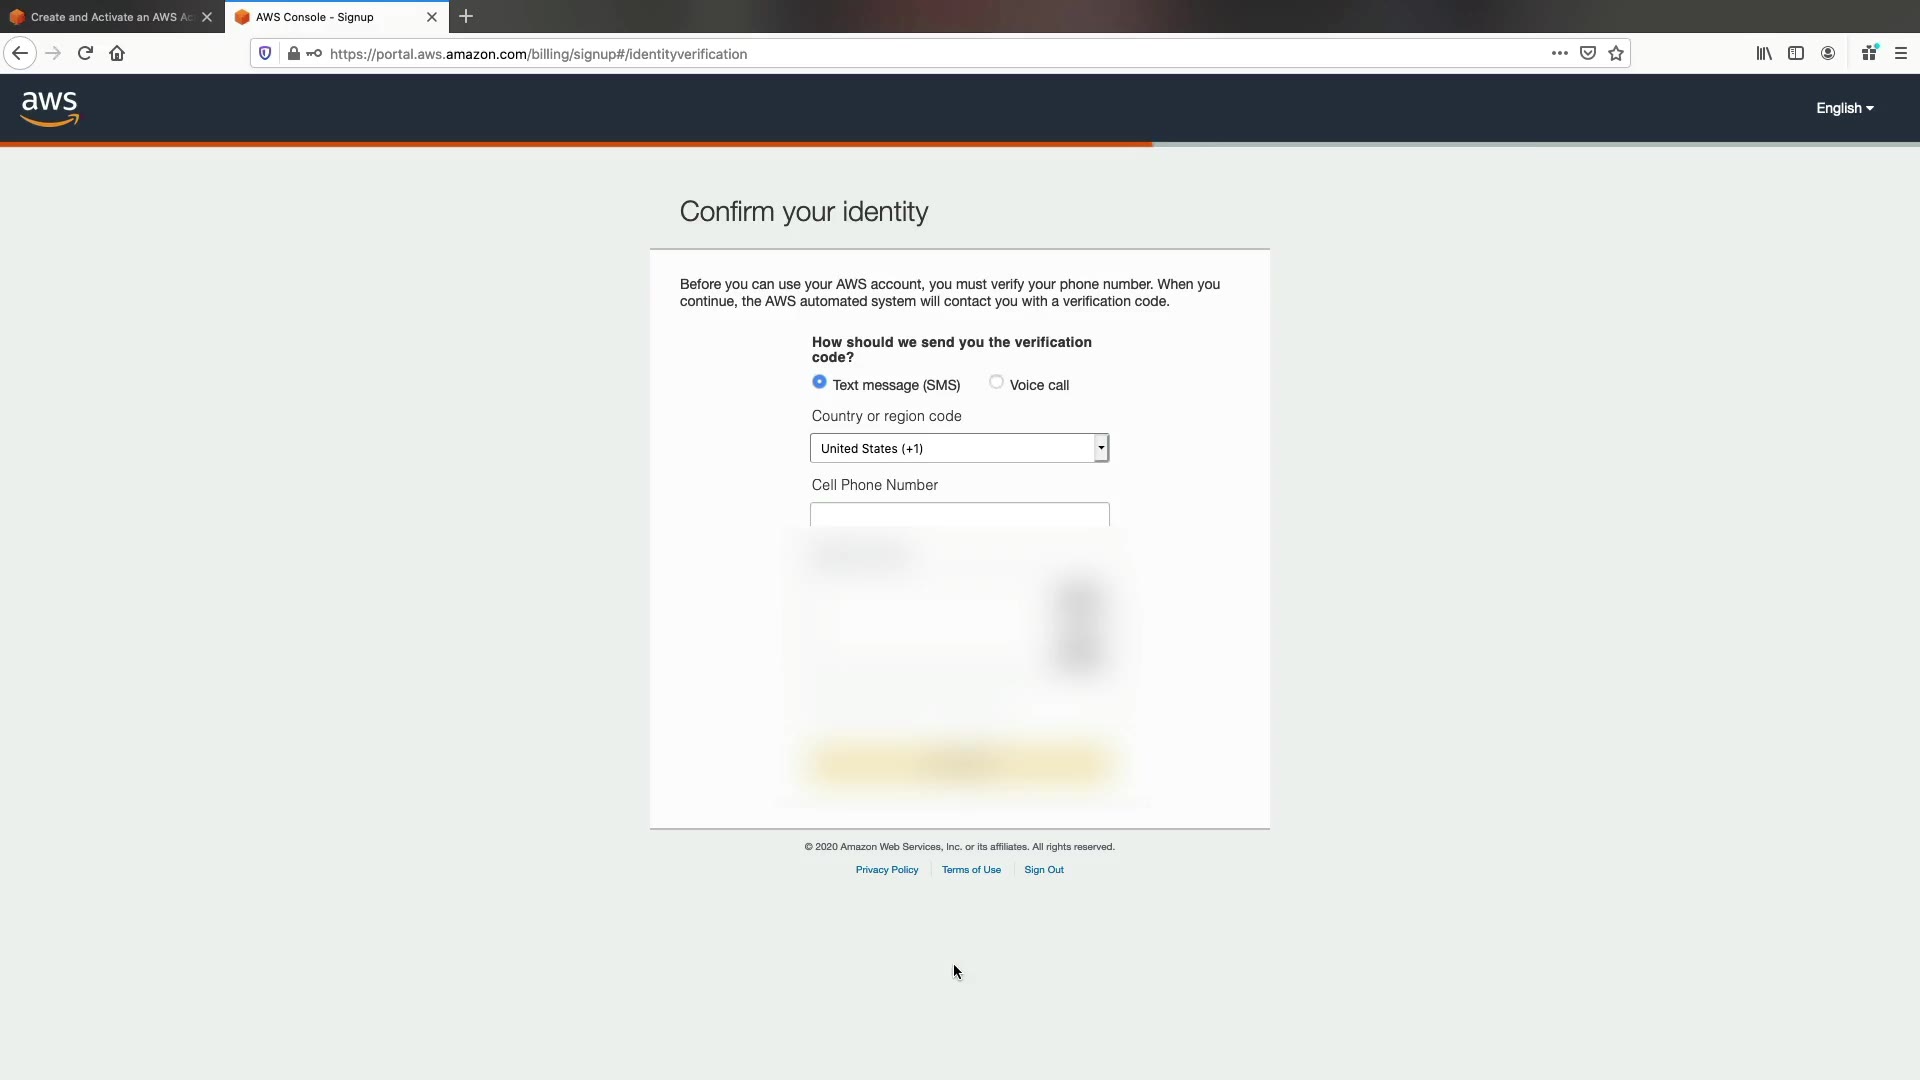 Create and Activate an AWS Ac
AWS Console - Signup
https://portal.aws.amazon.com/billing/signup#/identityverification
aws
English
Confirm your identity
Before you can use your AWS account, you must verify your phone number. When you
continue, the AWS automated system will contact you with a verification code.
How should we send you the verification
code?
Text message (SMS) Voice call
Country or region code
United States (+1)
Cell Phone Number
© 2020 Amazon Web Services, Inc. or its affiliates. All rights reserved.
Privacy Policy Terms of Use Sign Out